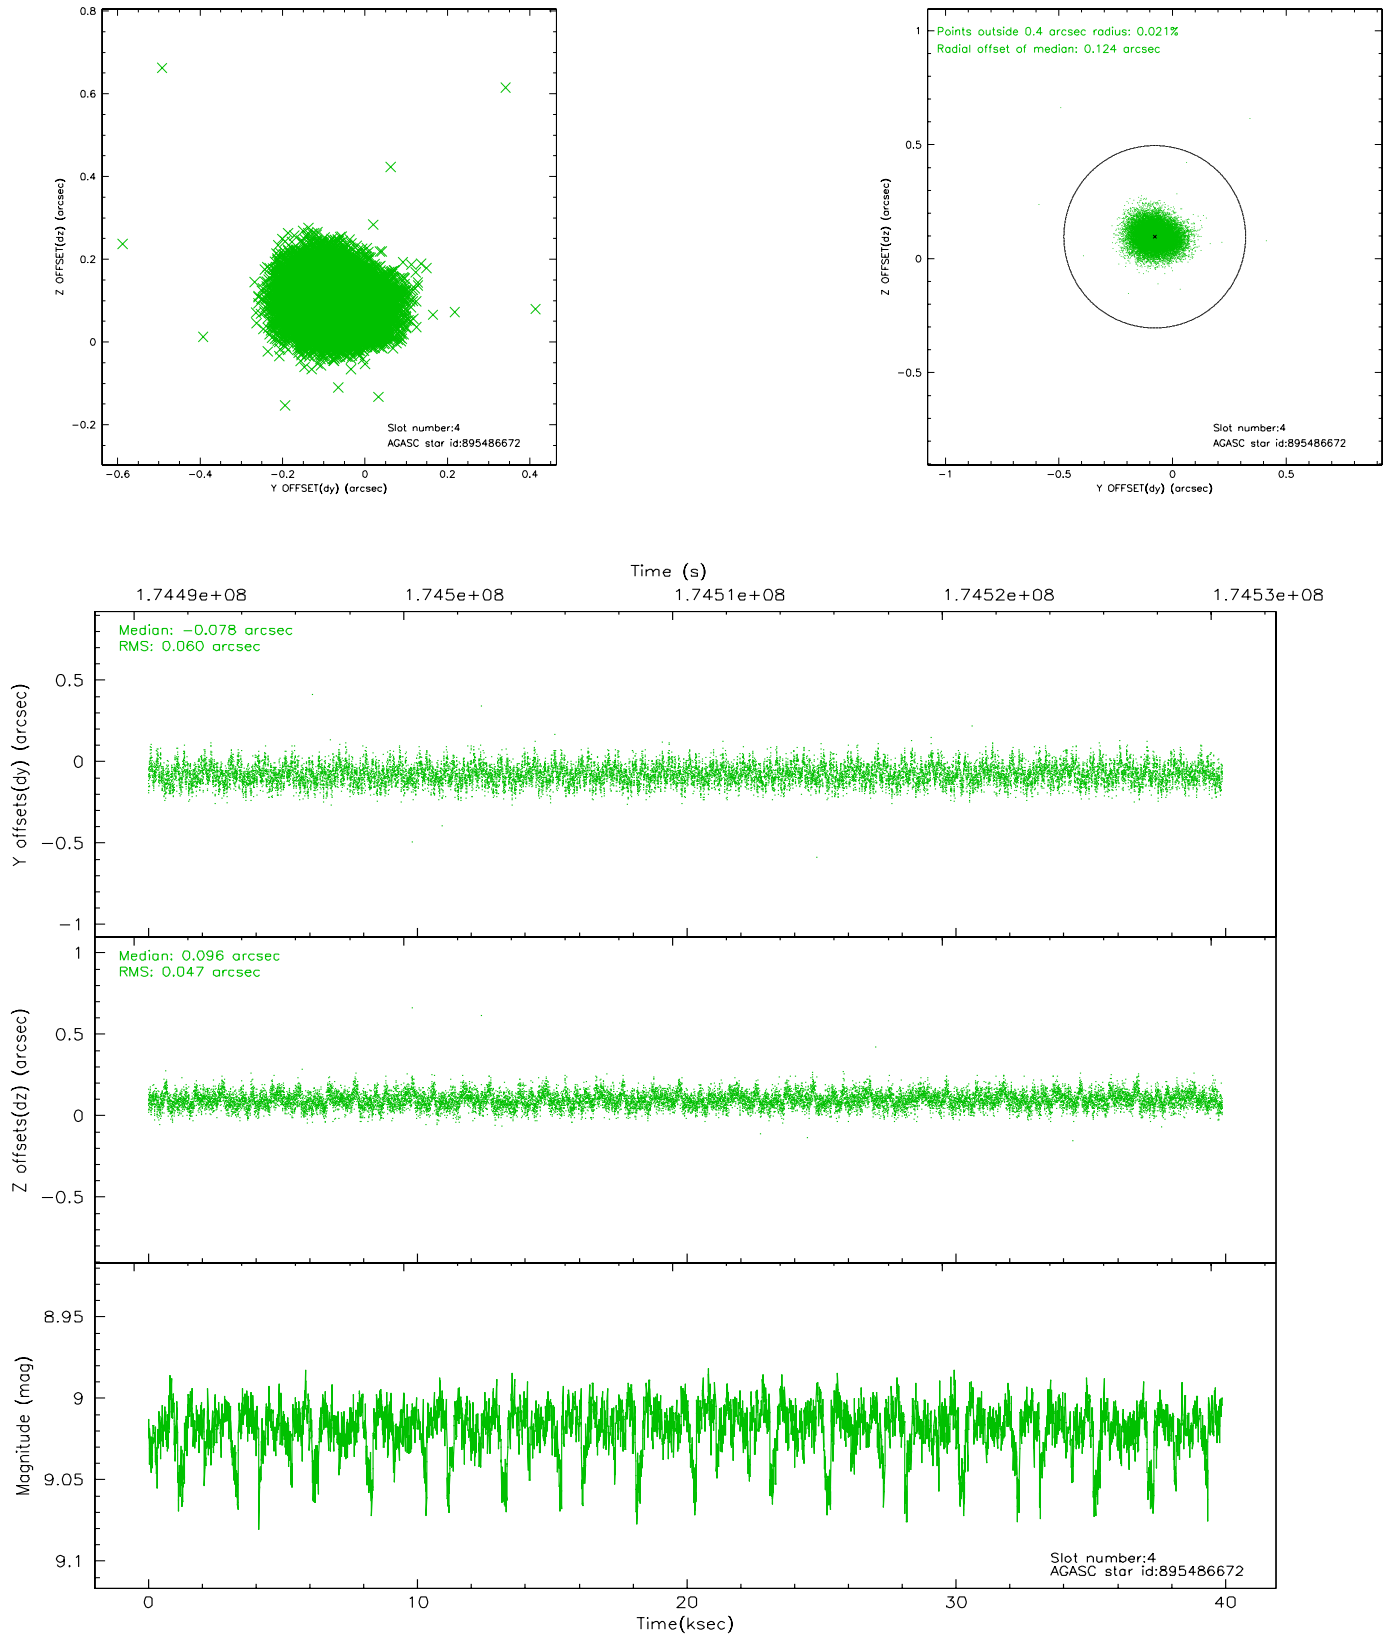 0.8
0.6
0.4
0.2
0
−0.2
Z OFFSET(dz) (arcsec)
Slot number:4
AGASC star id:895486672
−0.6 −0.4 −0.2 0 0.2 0.4
Y OFFSET(dy) (arcsec)
Points outside 0.4 arcsec radius: 0.021%
Radial offset of median: 0.124 arcsec
1
0.5
0
−0.5
Z OFFSET(dz) (arcsec)
Slot number:4
AGASC star id:895486672
−1 −0.5 0 0.5
Y OFFSET(dy) (arcsec)
Time (s)
1.7449e+08 1.745e+08 1.7451e+08 1.7452e+08 1.7453e+08
Median: −0.078 arcsec
RMS: 0.060 arcsec
0.5
0
−0.5
−1
Y offsets(dy) (arcsec)
Median: 0.096 arcsec
RMS: 0.047 arcsec
1
0.5
0
−0.5
Z offsets(dz) (arcsec)
8.95
9
9.05
9.1
Magnitude (mag)
Slot number:4
AGASC star id:895486672
0 10 20 30 40
Time(ksec)